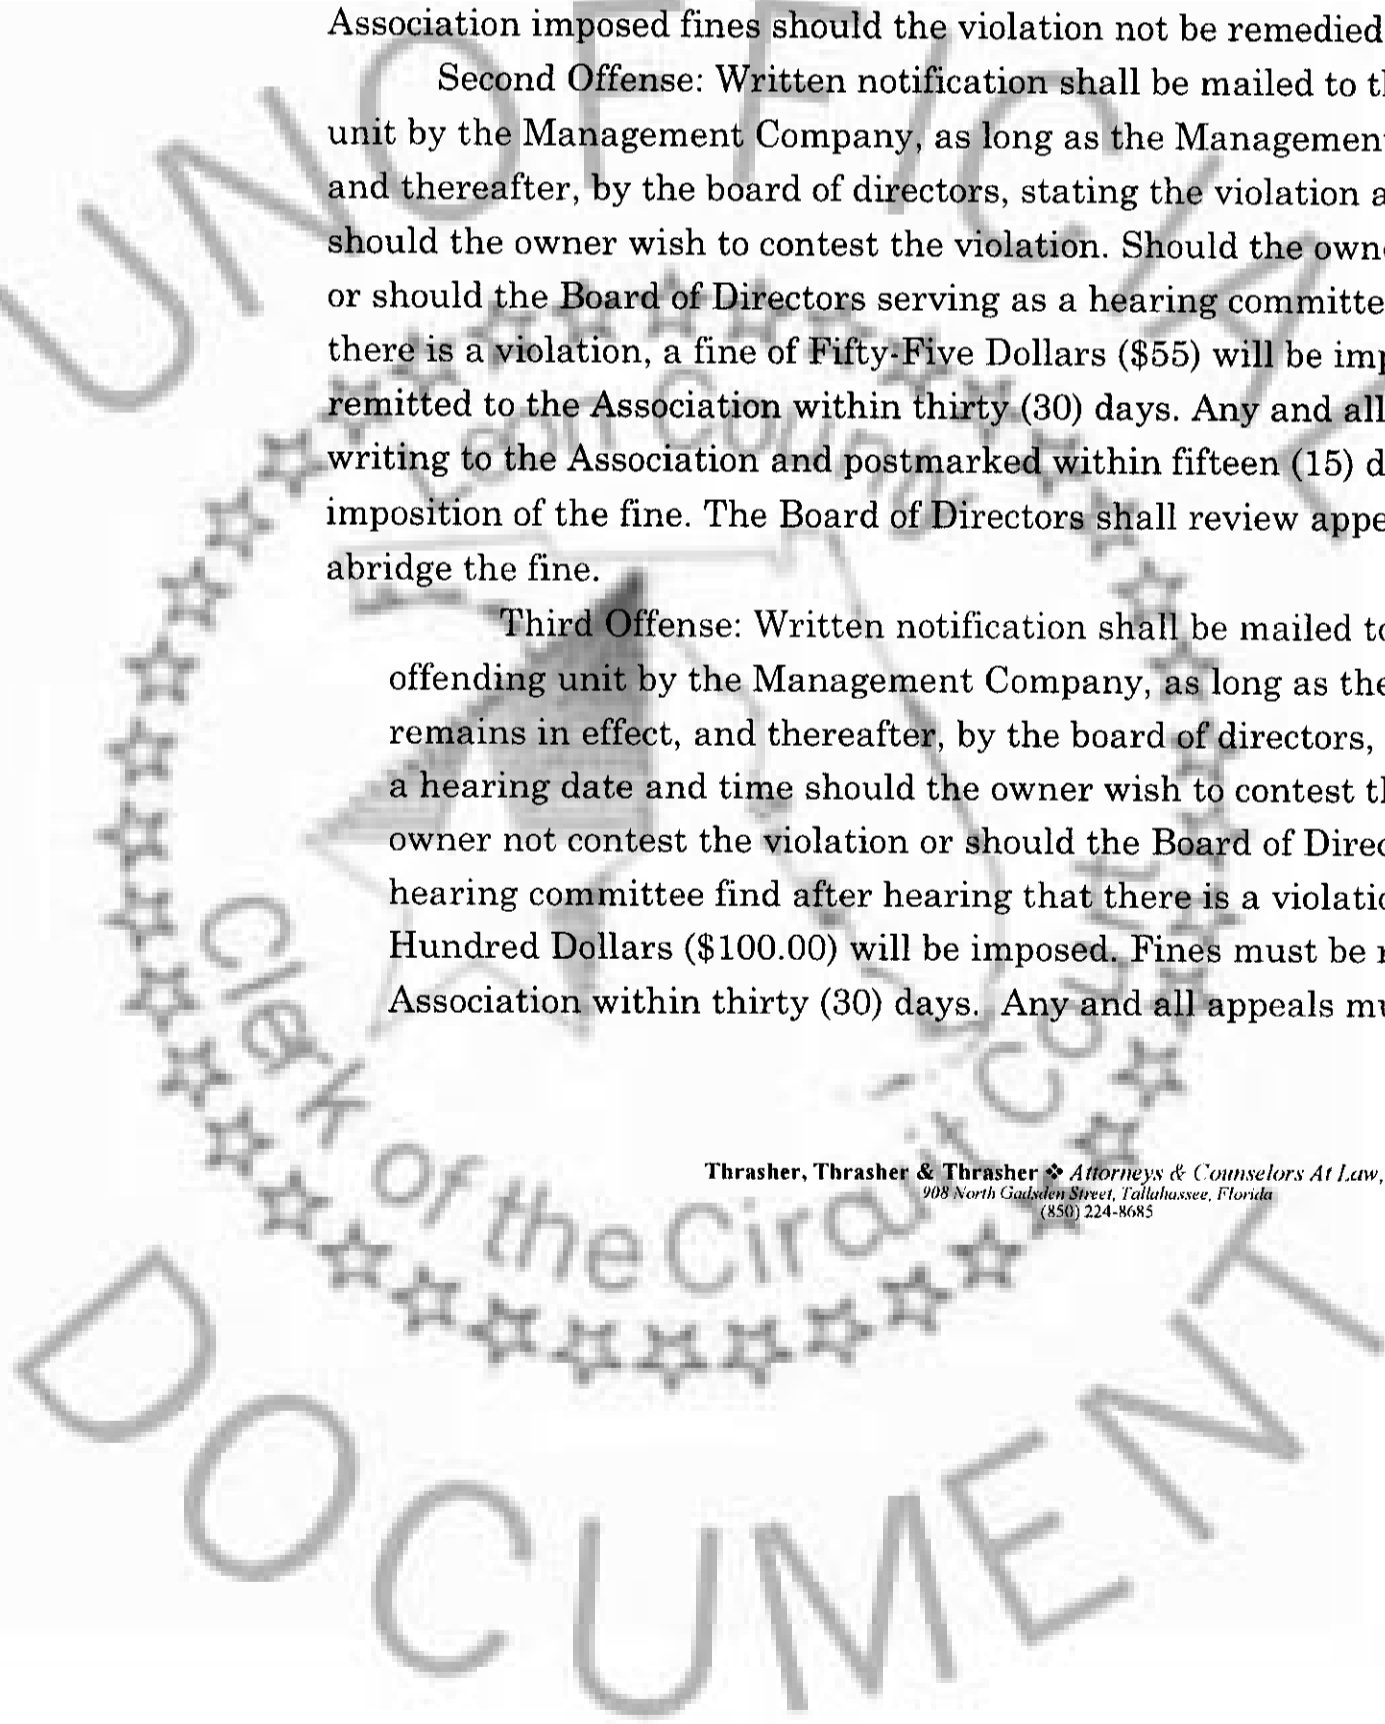 Association imposed fines should the violation not be remedied
Second Offense: Written notification shall be mailed to
unit by the Management Company, as long as the Management
and thereafter, by the board of directors, stating the violation
should the owner wish to contest the violation. Should the
or should the Board of Directors serving as a hearing
there is a violation, a fine of Fifty-Five Dollars ($55) will be
remitted to the Association within thirty (30) days. Any and all
writing to the Association and postmarked within fifteen (15)
imposition of the fine. The Board of Directors shall review
abridge the fine.
Third Offense: Written notification shall be mailed to
offending unit by the Management Company, as long as the
remains in effect, and thereafter, by the board of directors,
a hearing date and time should the owner wish to contest
owner not contest the violation or should the Board of
hearing committee find after hearing that there is a
Hundred Dollars ($100.00) will be imposed. Fines must be
Association within thirty (30) days. Any and all appeals
Thrasher, Thrasher & Thrasher ❖ Attorneys & Counselors At Law,
908 North Gadsden Street, Tallahassee, Florida
(850) 224-8685
UNOFFICIAL
Leon County
Clerk of the Circuit Court
DOCUMENT